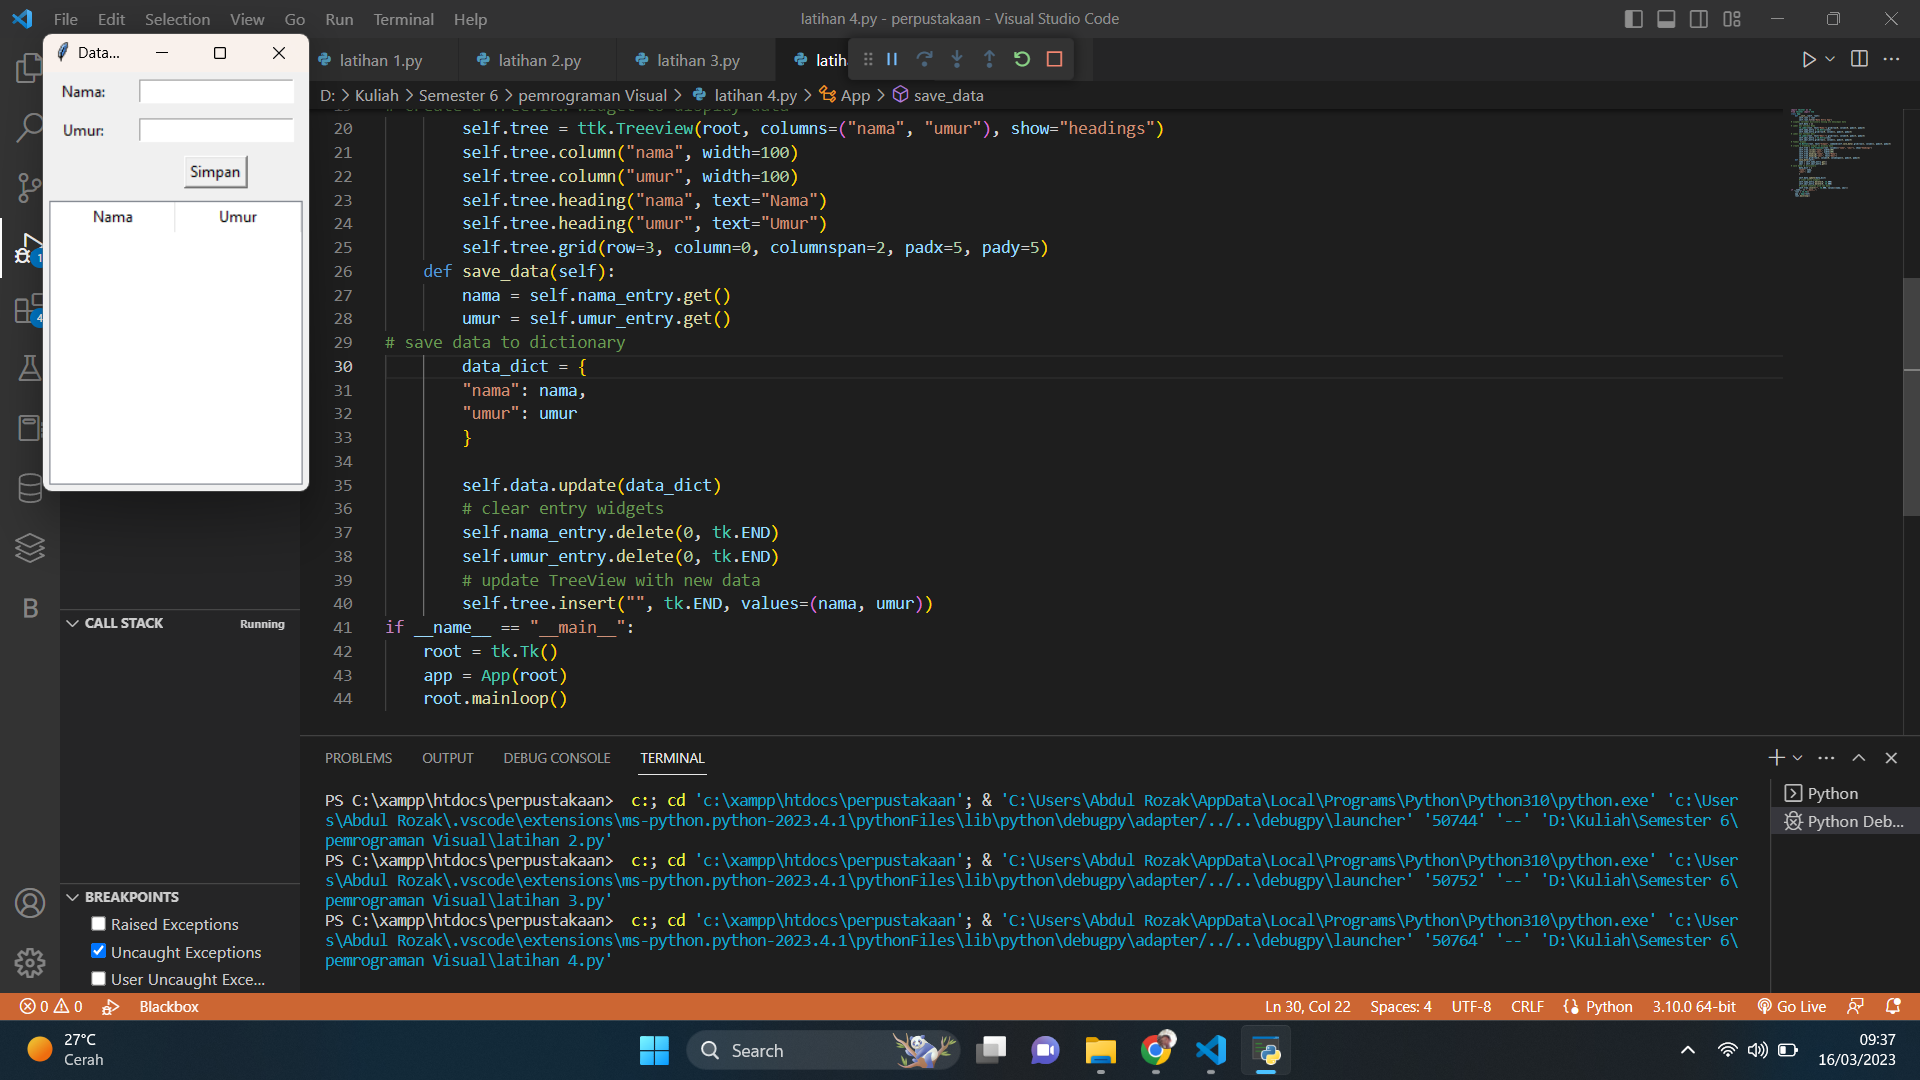 File Edit Selection View Go Run Terminal Help
latihan 4.py - perpustakaan - Visual Studio Code
Data...
Nama:
Umur:
Simpan
Nama Umur
latihan 1.py latihan 2.py latihan 3.py latih
D: > Kuliah > Semester 6 > pemrograman Visual > latihan 4.py > App > save_data
20 self.tree = ttk.Treeview(root, columns=("nama", "umur"), show="headings")
21 self.tree.column("nama", width=100)
22 self.tree.column("umur", width=100)
23 self.tree.heading("nama", text="Nama")
24 self.tree.heading("umur", text="Umur")
25 self.tree.grid(row=3, column=0, columnspan=2, padx=5, pady=5)
26 def save_data(self):
27 nama = self.nama_entry.get()
28 umur = self.umur_entry.get()
29 # save data to dictionary
30 data_dict = {
31 "nama": nama,
32 "umur": umur
33 }
34
35 self.data.update(data_dict)
36 # clear entry widgets
37 self.nama_entry.delete(0, tk.END)
38 self.umur_entry.delete(0, tk.END)
39 # update TreeView with new data
40 self.tree.insert("", tk.END, values=(nama, umur))
41 if __name__ == "__main__":
42 root = tk.Tk()
43 app = App(root)
44 root.mainloop()
1
4
B
CALL STACK Running
BREAKPOINTS
Raised Exceptions
Uncaught Exceptions
User Uncaught Exce...
PROBLEMS OUTPUT DEBUG CONSOLE TERMINAL
PS C:\xampp\htdocs\perpustakaan> c:; cd 'c:\xampp\htdocs\perpustakaan'; & 'C:\Users\Abdul Rozak\AppData\Local\Programs\Python\Python310\python.exe' 'c:\User
s\Abdul Rozak\.vscode\extensions\ms-python.python-2023.4.1\pythonFiles\lib\python\debugpy\adapter/../..\debugpy\launcher' '50744' '--' 'D:\Kuliah\Semester 6\
pemrograman Visual\latihan 2.py'
PS C:\xampp\htdocs\perpustakaan> c:; cd 'c:\xampp\htdocs\perpustakaan'; & 'C:\Users\Abdul Rozak\AppData\Local\Programs\Python\Python310\python.exe' 'c:\User
s\Abdul Rozak\.vscode\extensions\ms-python.python-2023.4.1\pythonFiles\lib\python\debugpy\adapter/../..\debugpy\launcher' '50752' '--' 'D:\Kuliah\Semester 6\
pemrograman Visual\latihan 3.py'
PS C:\xampp\htdocs\perpustakaan> c:; cd 'c:\xampp\htdocs\perpustakaan'; & 'C:\Users\Abdul Rozak\AppData\Local\Programs\Python\Python310\python.exe' 'c:\User
s\Abdul Rozak\.vscode\extensions\ms-python.python-2023.4.1\pythonFiles\lib\python\debugpy\adapter/../..\debugpy\launcher' '50764' '--' 'D:\Kuliah\Semester 6\
pemrograman Visual\latihan 4.py'
Python
Python Deb...
0 0 Blackbox
Ln 30, Col 22 Spaces: 4 UTF-8 CRLF Python 3.10.0 64-bit Go Live
27°C
Cerah
Search
09:37
16/03/2023